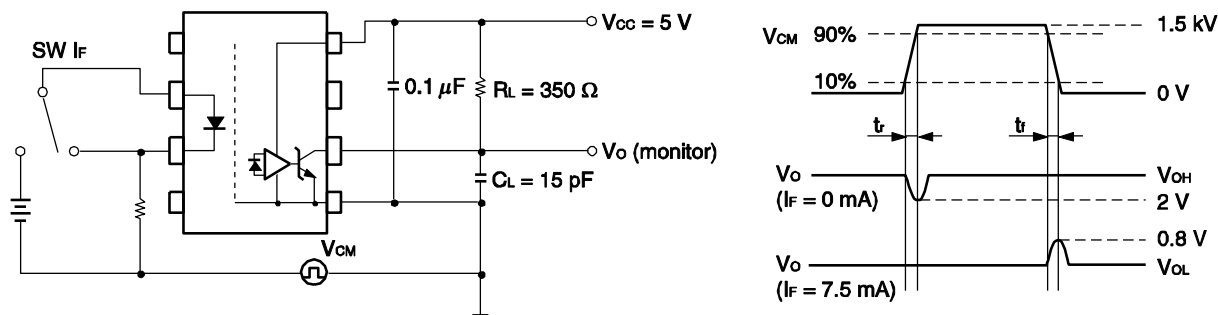 SW IF
VCC = 5 V
0.1 μF
RL = 350 Ω
VO (monitor)
CL = 15 pF
VCM
VCM 90%
10%
1.5 kV
0 V
tr
tf
VO
(IF = 0 mA)
VOH
2 V
0.8 V
VO
(IF = 7.5 mA)
VOL